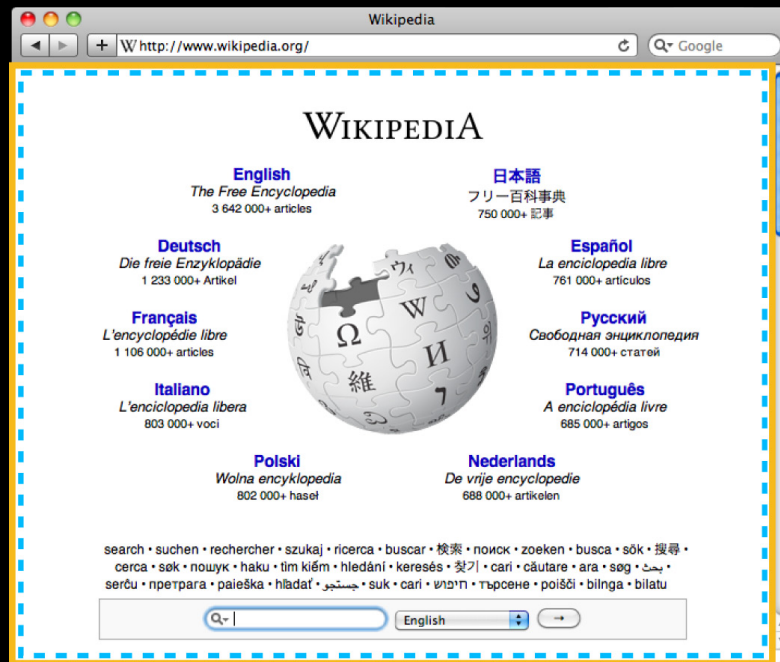 Wikipedia
http://www.wikipedia.org/
Google
WIKIPEDIA
English
The Free Encyclopedia
3 642 000+ articles
日本語
フリー百科事典
750 000+ 記事
Deutsch
Die freie Enzyklopädie
1 233 000+ Artikel
Español
La enciclopedia libre
761 000+ artículos
Français
L'encyclopédie libre
1 106 000+ articles
Русский
Свободная энциклопедия
714 000+ статей
Italiano
L'enciclopedia libera
803 000+ voci
Português
A enciclopédia livre
685 000+ artigos
Polski
Wolna encyklopedia
802 000+ haseł
Nederlands
De vrije encyclopedie
688 000+ artikelen
Ω W И 維 ウィ 7
search • suchen • rechercher • szukaj • ricerca • buscar • 検索 • поиск • zoeken • busca • sök • 搜尋 •
cerca • søk • пошук • haku • tìm kiếm • hledání • keresés • 찾기 • cari • căutare • ara • søg • بحث •
serĉu • претрага • paieška • hľadať • جستجو • suk • cari • חיפוש • търсене • poišči • bilnga • bilatu
English